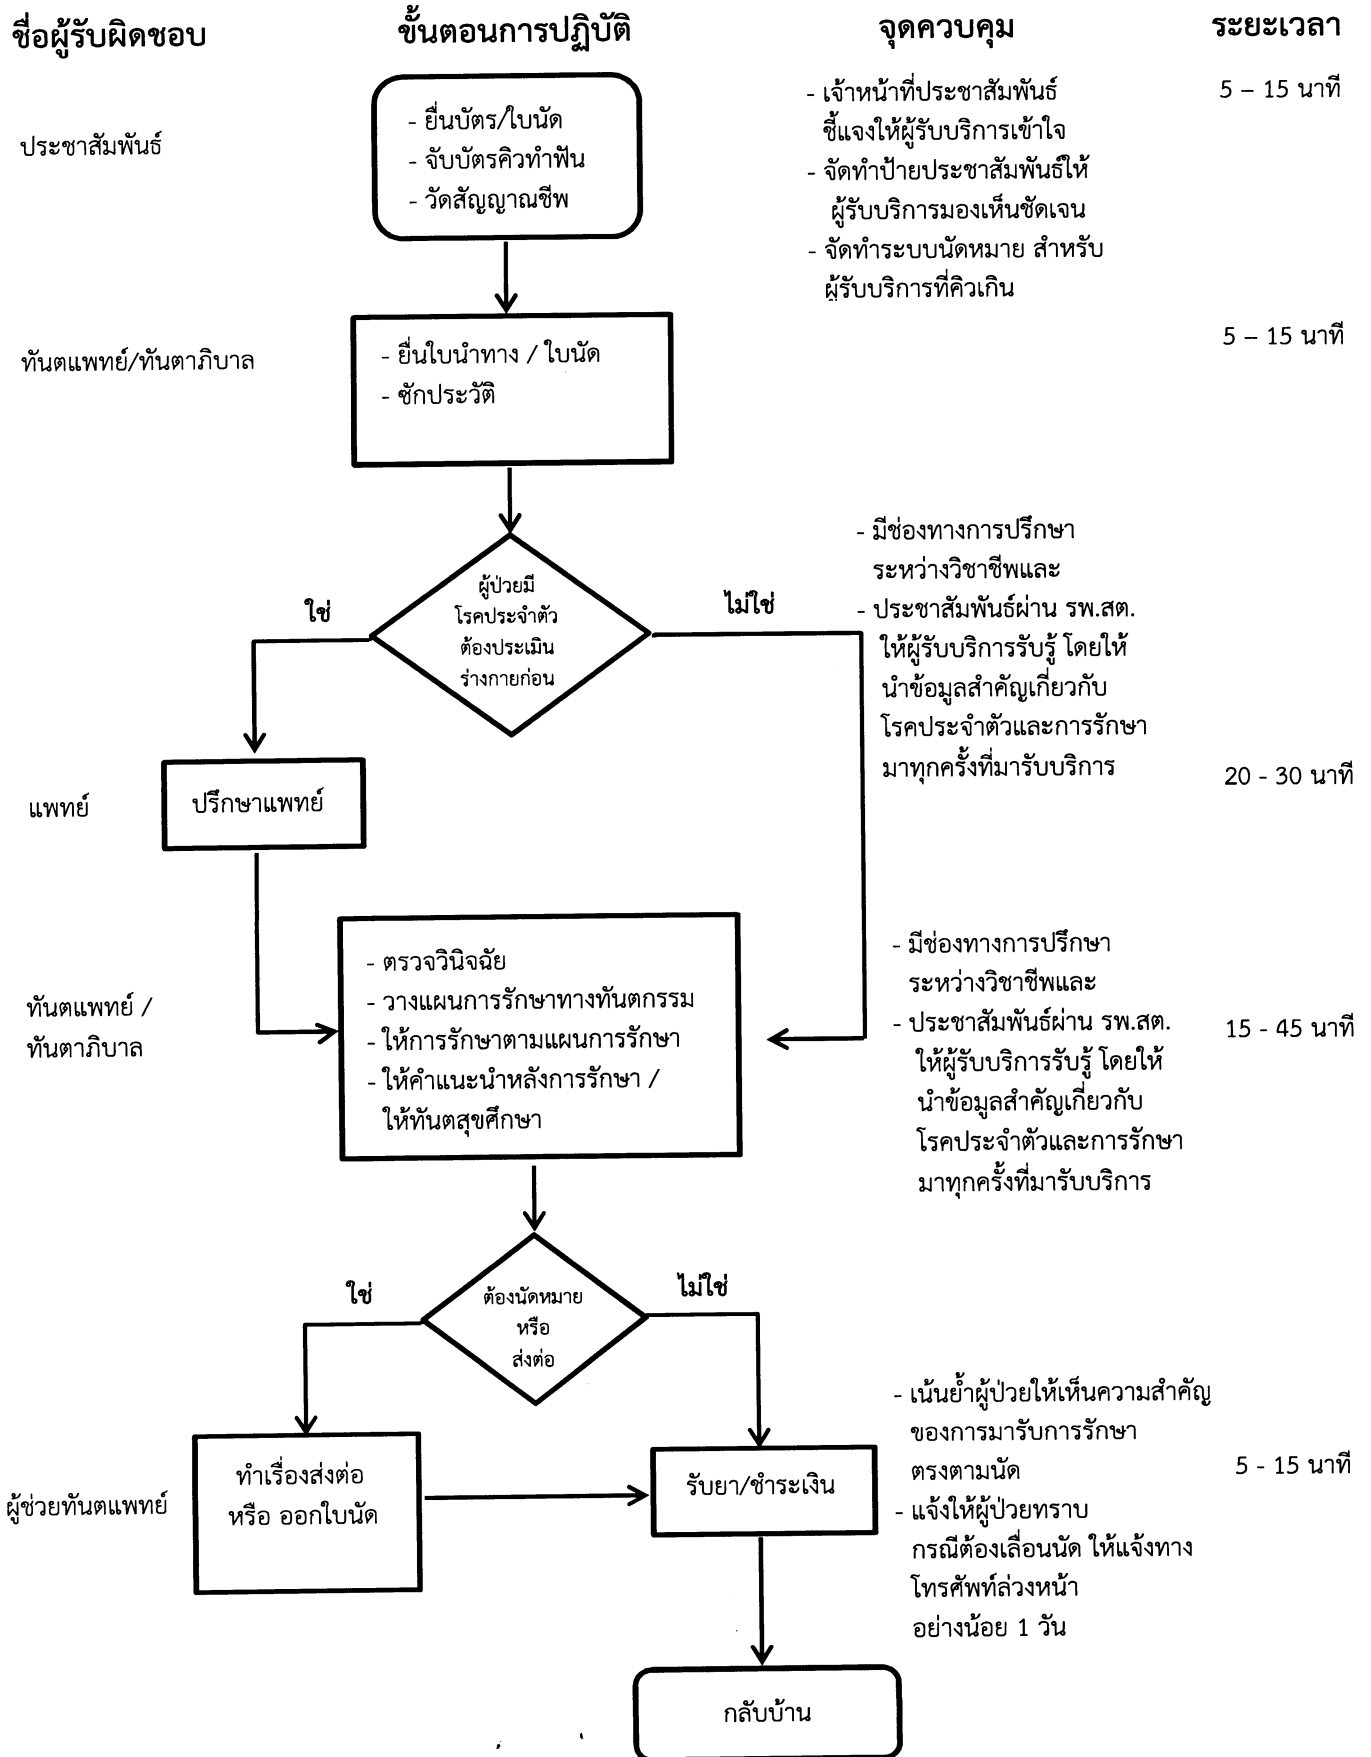 ชื่อผู้รับผิดชอบ
ขั้นตอนการปฏิบัติ
จุดควบคุม
ระยะเวลา
ประชาสัมพันธ์
- ยื่นบัตร/ใบนัด
- จับบัตรคิวทำฟัน
- วัดสัญญาณชีพ
- เจ้าหน้าที่ประชาสัมพันธ์
ชี้แจงให้ผู้รับบริการเข้าใจ
- จัดทำป้ายประชาสัมพันธ์ให้
ผู้รับบริการมองเห็นชัดเจน
- จัดทำระบบนัดหมาย สำหรับ
ผู้รับบริการที่คิวเกิน
5 – 15 นาที
ทันตแพทย์/ทันตาภิบาล
- ยื่นใบนำทาง / ใบนัด
- ซักประวัติ
5 – 15 นาที
ผู้ป่วยมี
โรคประจำตัว
ต้องประเมิน
ร่างกายก่อน
ใช่
ไม่ใช่
- มีช่องทางการปรึกษา
ระหว่างวิชาชีพและ
- ประชาสัมพันธ์ผ่าน รพ.สต.
ให้ผู้รับบริการรับรู้ โดยให้
นำข้อมูลสำคัญเกี่ยวกับ
โรคประจำตัวและการรักษา
มาทุกครั้งที่มารับบริการ
แพทย์
ปรึกษาแพทย์
20 - 30 นาที
ทันตแพทย์ /
ทันตาภิบาล
- ตรวจวินิจฉัย
- วางแผนการรักษาทางทันตกรรม
- ให้การรักษาตามแผนการรักษา
- ให้คำแนะนำหลังการรักษา /
ให้ทันตสุขศึกษา
- มีช่องทางการปรึกษา
ระหว่างวิชาชีพและ
- ประชาสัมพันธ์ผ่าน รพ.สต.
ให้ผู้รับบริการรับรู้ โดยให้
นำข้อมูลสำคัญเกี่ยวกับ
โรคประจำตัวและการรักษา
มาทุกครั้งที่มารับบริการ
15 - 45 นาที
ใช่
ต้องนัดหมาย
หรือ
ส่งต่อ
ไม่ใช่
ผู้ช่วยทันตแพทย์
ทำเรื่องส่งต่อ
หรือ ออกใบนัด
รับยา/ชำระเงิน
- เน้นย้ำผู้ป่วยให้เห็นความสำคัญ
ของการมารับการรักษา
ตรงตามนัด
- แจ้งให้ผู้ป่วยทราบ
กรณีต้องเลื่อนนัด ให้แจ้งทาง
โทรศัพท์ล่วงหน้า
อย่างน้อย 1 วัน
5 - 15 นาที
กลับบ้าน